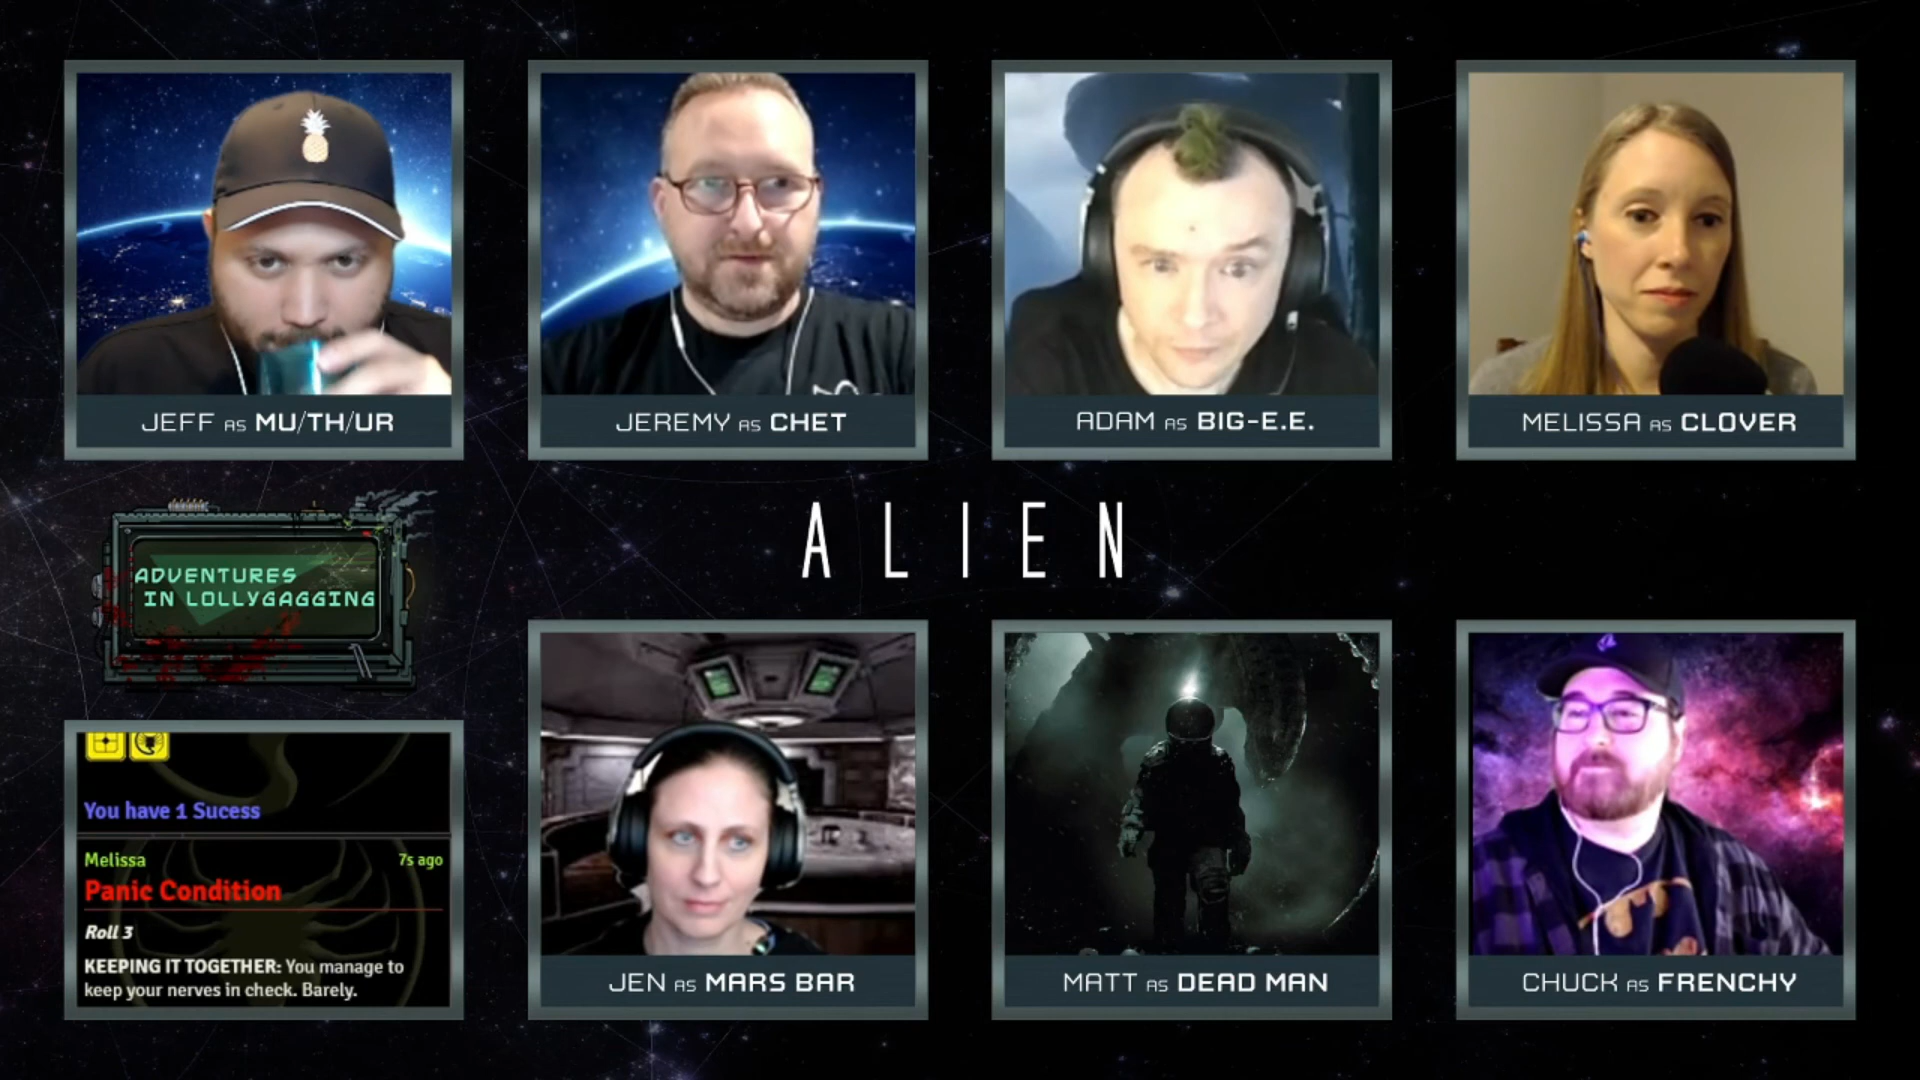 JEFF AS MU/TH/UR
JEREMY AS CHET
ADAM AS BIG-E.E.
MELISSA AS CLOVER
ALIEN
ADVENTURES
IN LOLLYGAGGING
You have 1 Sucess
Melissa 7s ago
Panic Condition
Roll 3
KEEPING IT TOGETHER: You manage to
keep your nerves in check. Barely.
JEN AS MARS BAR
MATT AS DEAD MAN
CHUCK AS FRENCHY